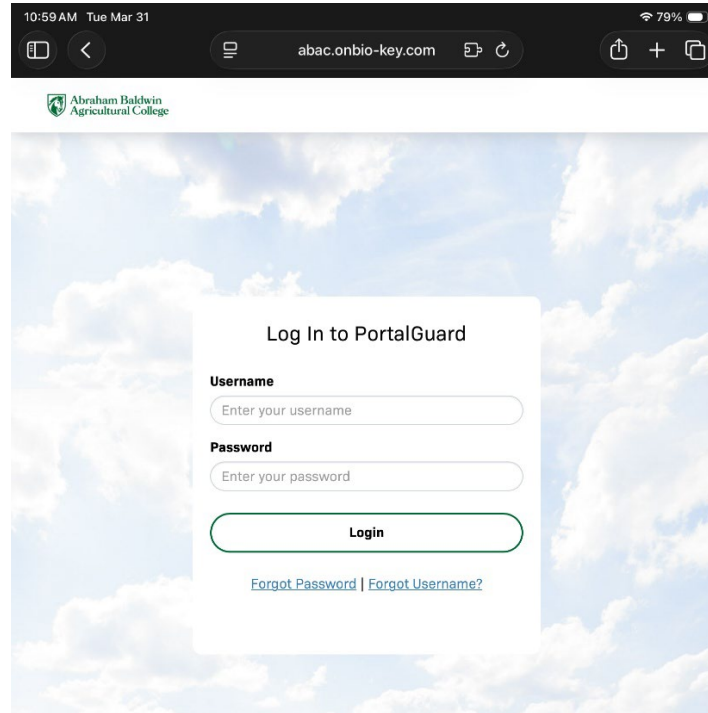 10:59 AM Tue Mar 31
79%
abac.onbio-key.com
Abraham Baldwin
Agricultural College
Log In to PortalGuard
Username
Enter your username
Password
Enter your password
Login
Forgot Password | Forgot Username?